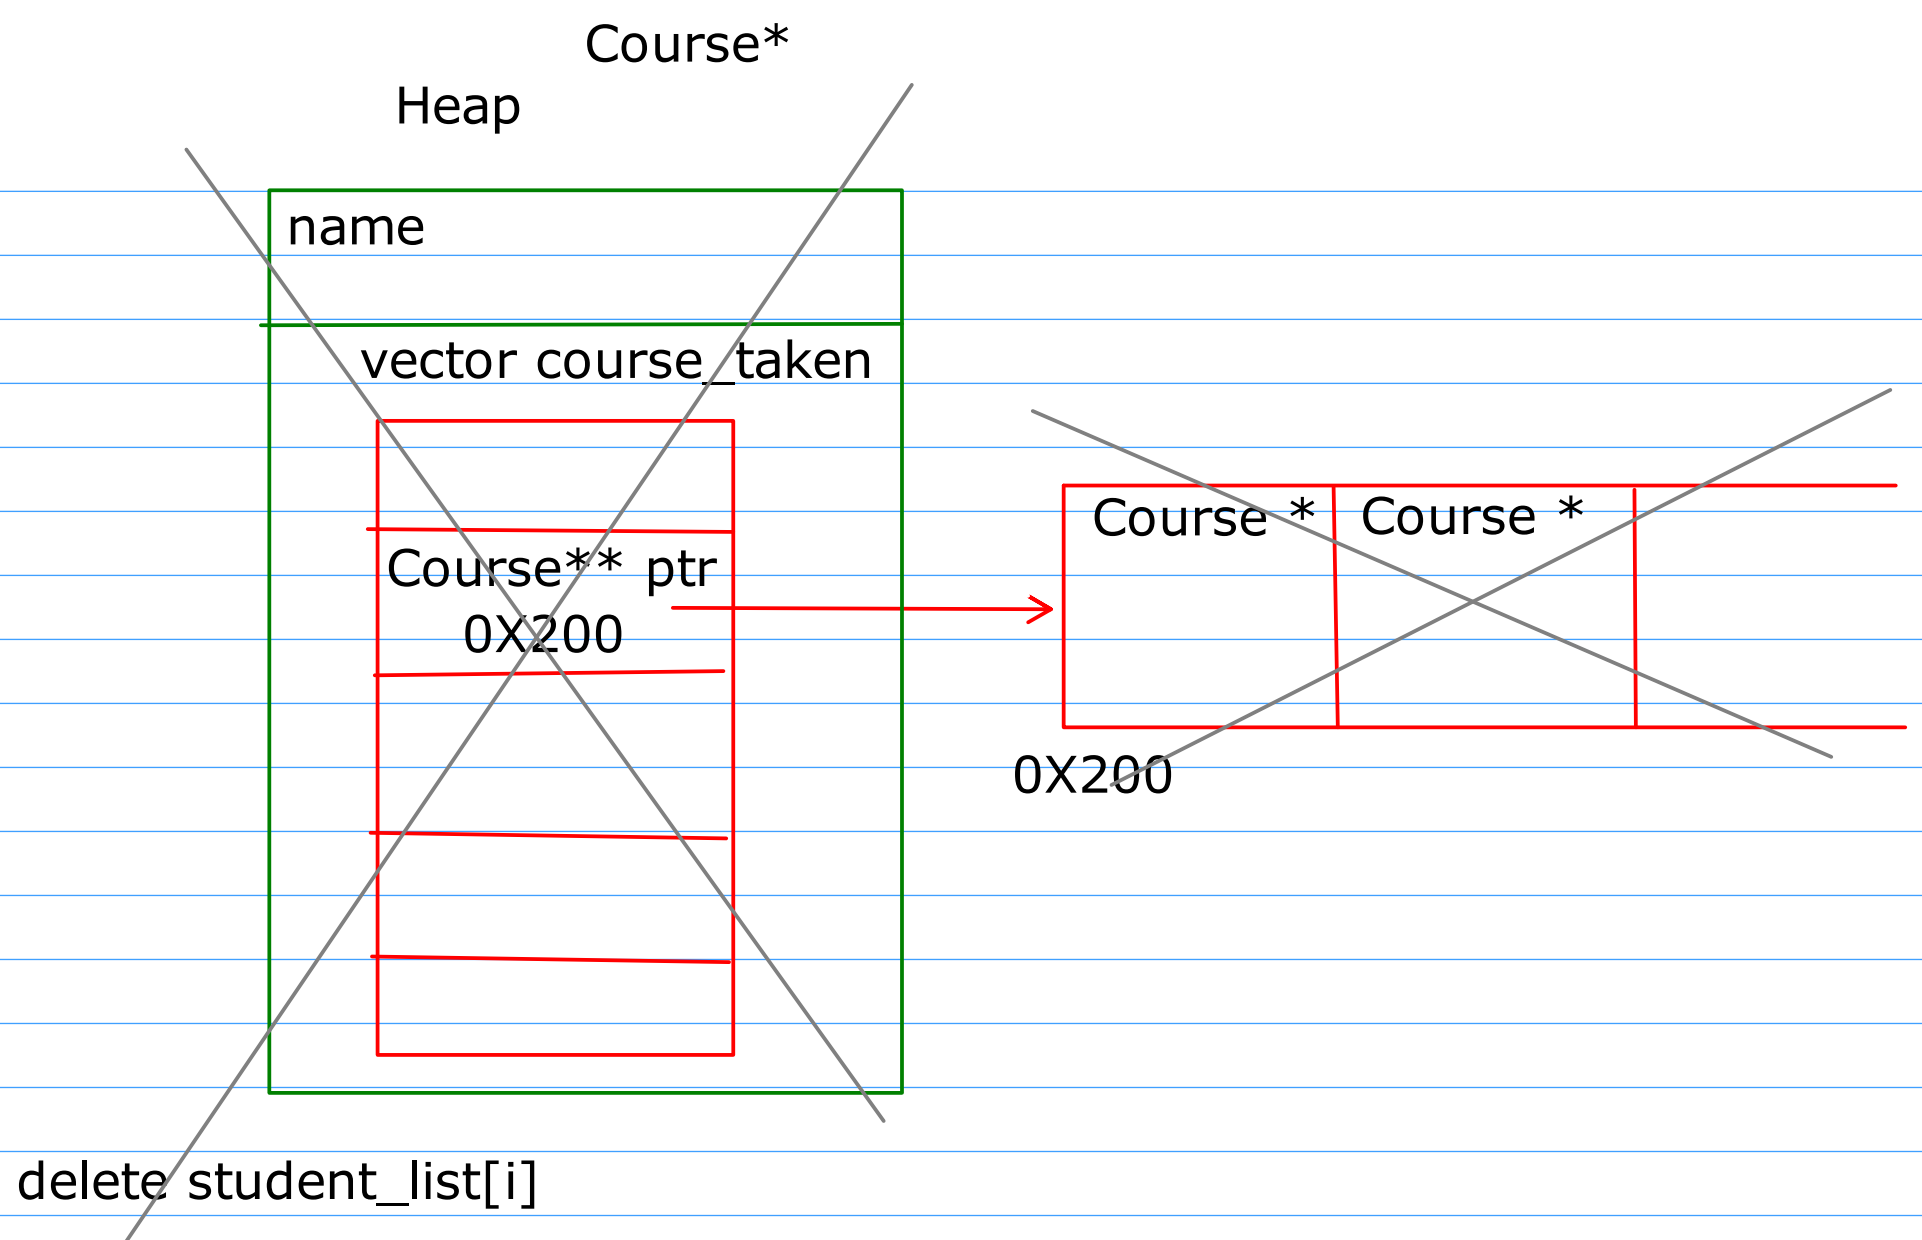 Course*
Heap
name
vector course_taken
Course** ptr
0X200
Course *
Course *
0X200
delete student_list[i]